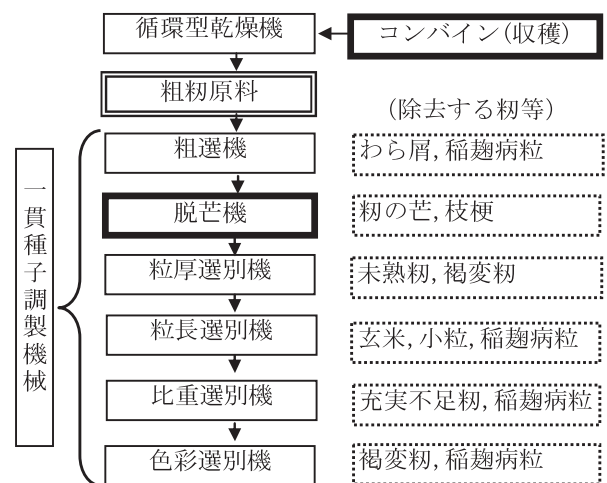 循環型乾燥機
コンバイン(収穫)
粗籾原料
(除去する籾等)
粗選機
わら屑,稲麹病粒
一貫種子調製機械
脱芒機
籾の芒,枝梗
粒厚選別機
未熟籾,褐変籾
粒長選別機
玄米,小粒,稲麹病粒
比重選別機
充実不足籾,稲麹病粒
色彩選別機
褐変籾,稲麹病粒